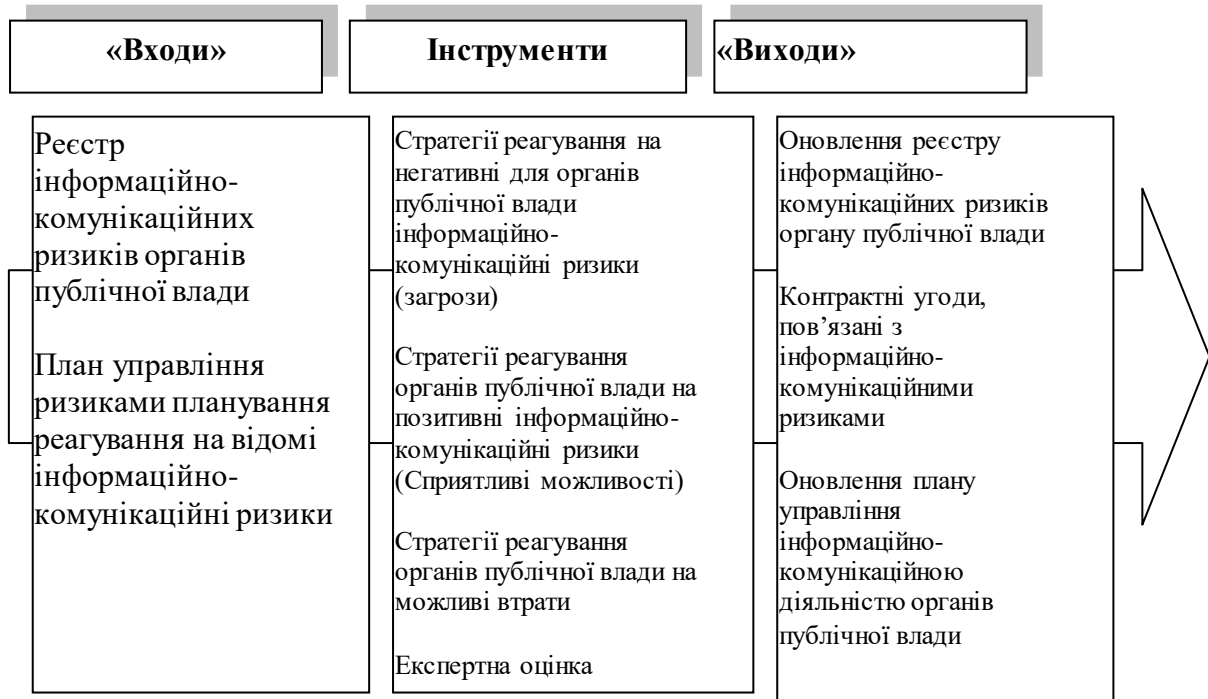 «Входи»
Інструменти
«Виходи»
Реєстр
інформаційно-
комунікаційних
ризиків органів
публічної влади
План управління
ризиками планування
реагування на відомі
інформаційно-
комунікаційні ризики
Стратегії реагування на
негативні для органів
публічної влади
інформаційно-
комунікаційні ризики
(загрози)
Стратегії реагування
органів публічної влади на
позитивні інформаційно-
комунікаційні ризики
(Сприятливі можливості)
Стратегії реагування
органів публічної влади на
можливі втрати
Експертна оцінка
Оновлення реєстру
інформаційно-
комунікаційних ризиків
органу публічної влади
Контрактні угоди,
пов’язані з
інформаційно-
комунікаційними
ризиками
Оновлення плану
управління
інформаційно-
комунікаційною
діяльністю органів
публічної влади